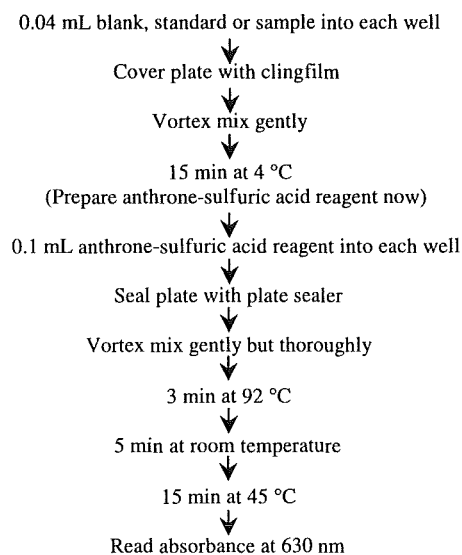 0.04 mL blank, standard or sample into each well
Cover plate with clingfilm
Vortex mix gently
15 min at 4 °C
(Prepare anthrone-sulfuric acid reagent now)
0.1 mL anthrone-sulfuric acid reagent into each well
Seal plate with plate sealer
Vortex mix gently but thoroughly
3 min at 92 °C
5 min at room temperature
15 min at 45 °C
Read absorbance at 630 nm